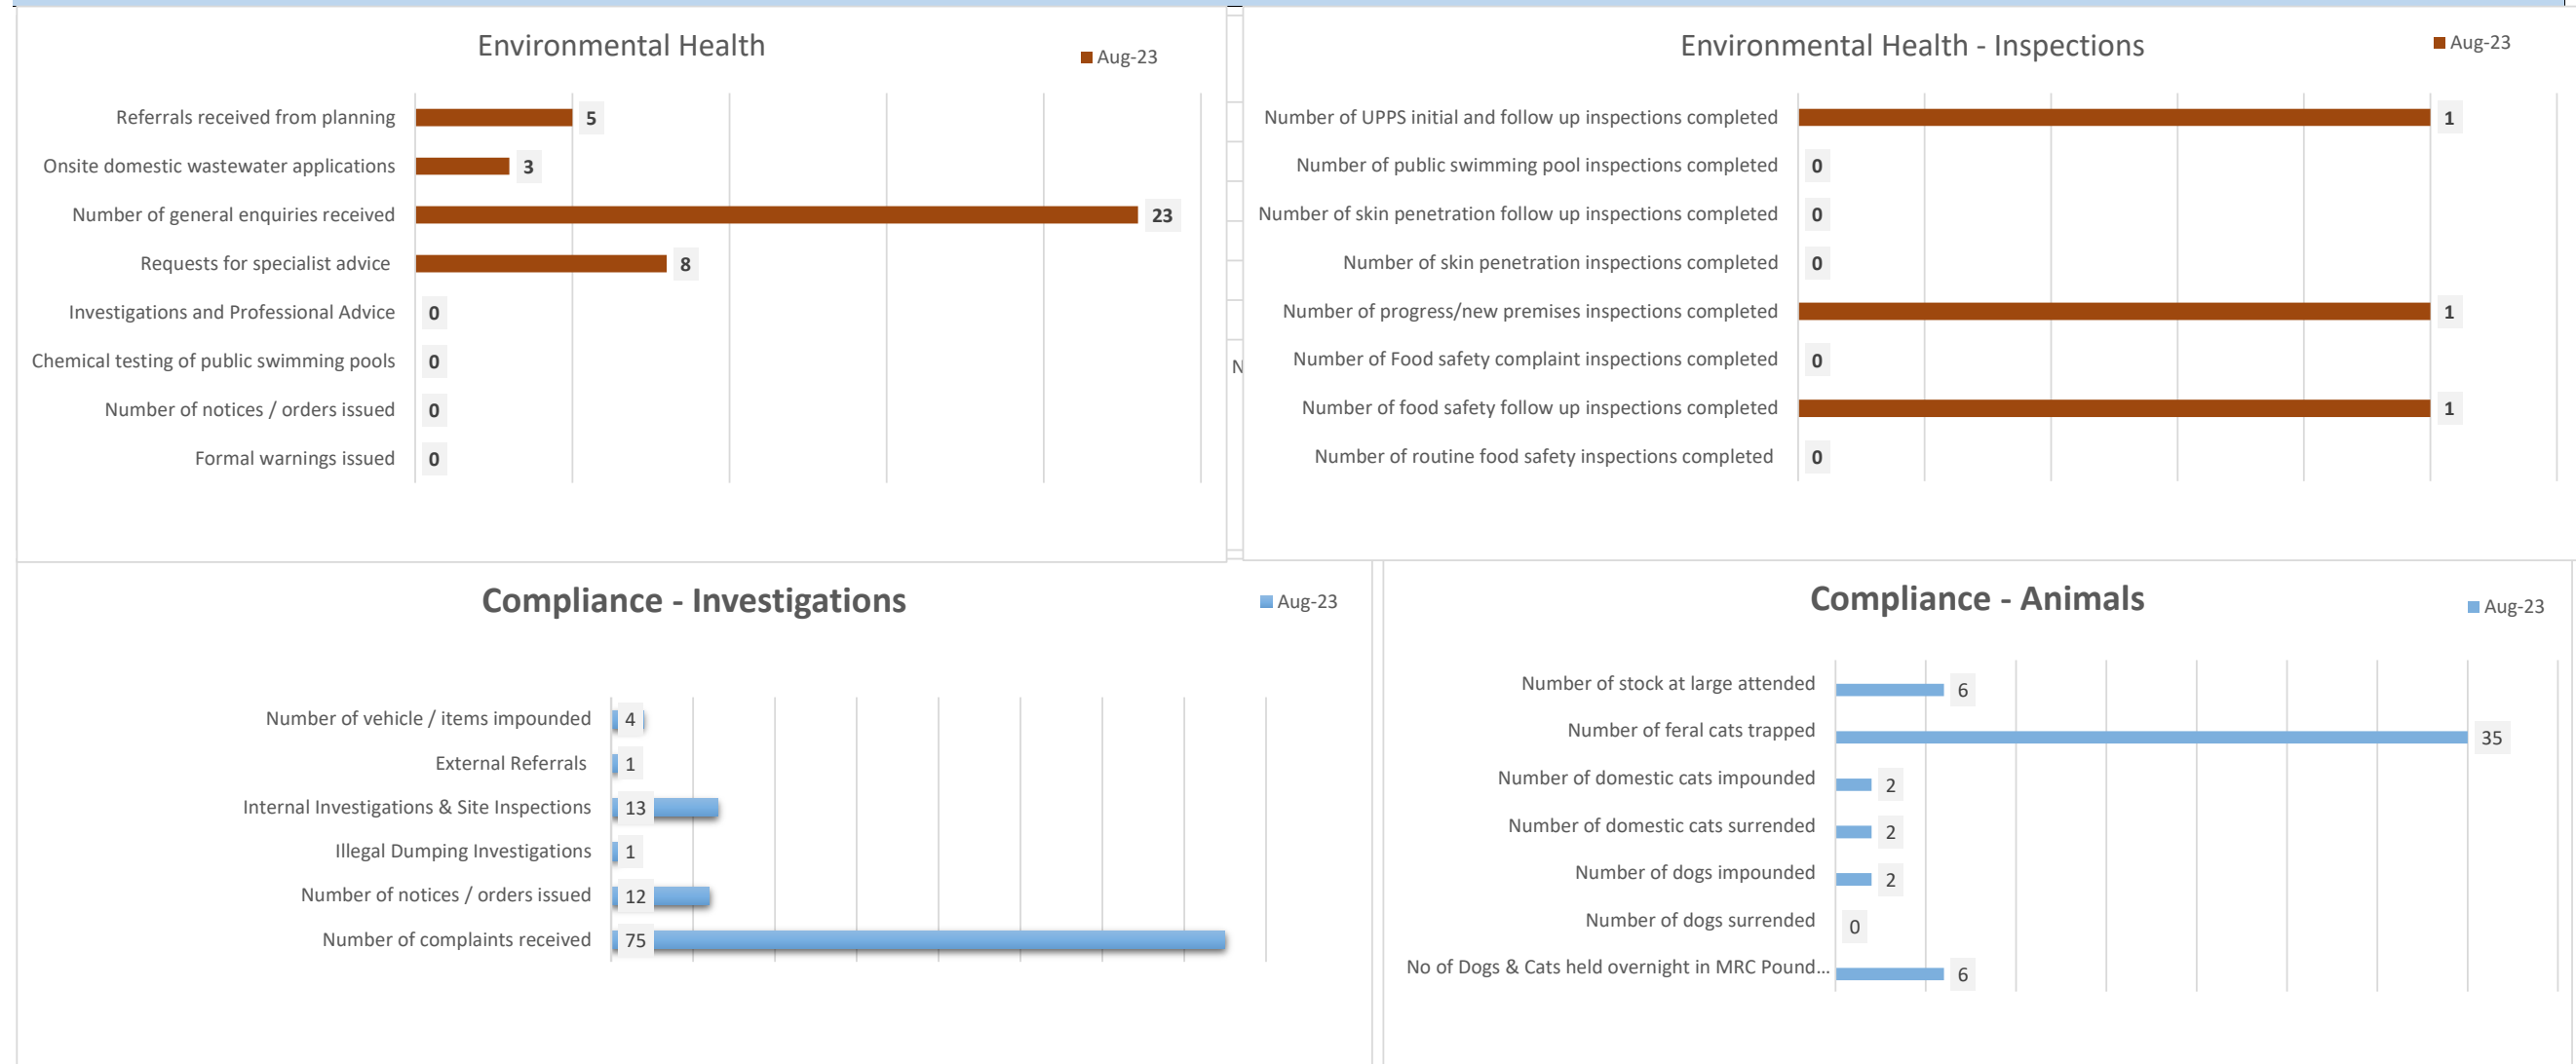 Environmental Health
Aug-23
Referrals received from planning 5
Onsite domestic wastewater applications 3
Number of general enquiries received 23
Requests for specialist advice 8
Investigations and Professional Advice 0
Chemical testing of public swimming pools 0
Number of notices / orders issued 0
Formal warnings issued 0
N
Environmental Health - Inspections
Aug-23
Number of UPPS initial and follow up inspections completed 1
Number of public swimming pool inspections completed 0
Number of skin penetration follow up inspections completed 0
Number of skin penetration inspections completed 0
Number of progress/new premises inspections completed 1
Number of Food safety complaint inspections completed 0
Number of food safety follow up inspections completed 1
Number of routine food safety inspections completed 0
Compliance - Investigations
Aug-23
Number of vehicle / items impounded 4
External Referrals 1
Internal Investigations & Site Inspections 13
Illegal Dumping Investigations 1
Number of notices / orders issued 12
Number of complaints received 75
Compliance - Animals
Aug-23
Number of stock at large attended 6
Number of feral cats trapped 35
Number of domestic cats impounded 2
Number of domestic cats surrended 2
Number of dogs impounded 2
Number of dogs surrended 0
No of Dogs & Cats held overnight in MRC Pound... 6